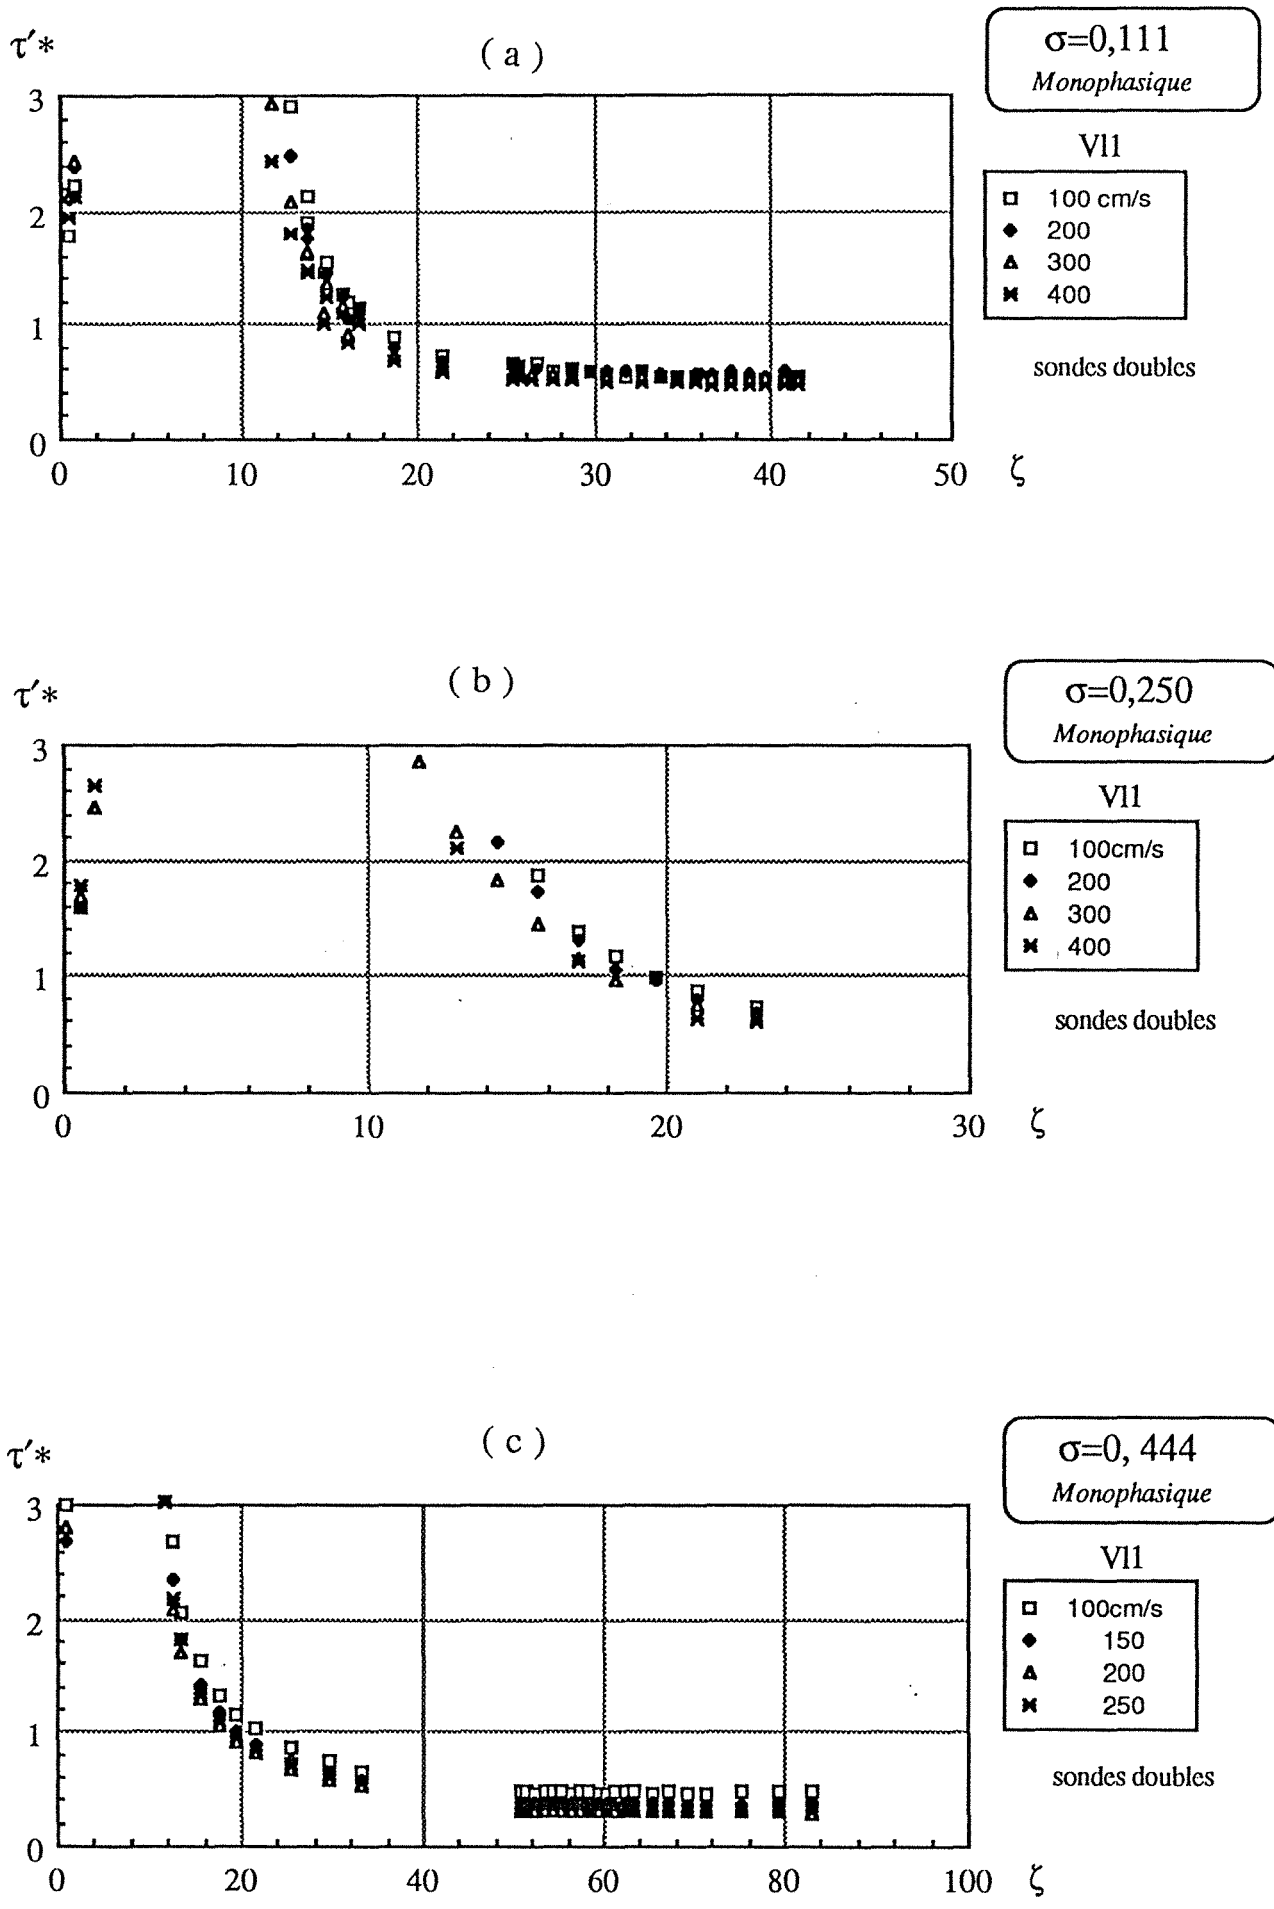 τ′*
( a )
σ=0,111
Monophasique
3
2
1
0
0 10 20 30 40 50 ζ
Vl1
100 cm/s
200
300
400
sondes doubles
τ′*
( b )
σ=0,250
Monophasique
3
2
1
0
0 10 20 30 ζ
Vl1
100cm/s
200
300
400
sondes doubles
τ′*
( c )
σ=0, 444
Monophasique
3
2
1
0
0 20 40 60 80 100 ζ
Vl1
100cm/s
150
200
250
sondes doubles